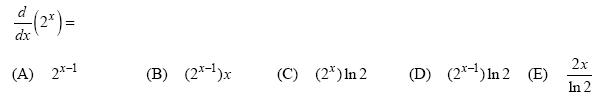 d/dx (2^x) =
(A) 2^{x-1} (B) (2^{x-1})x (C) (2^x) ln 2 (D) (2^{x-1}) ln 2 (E) 2x/ln 2